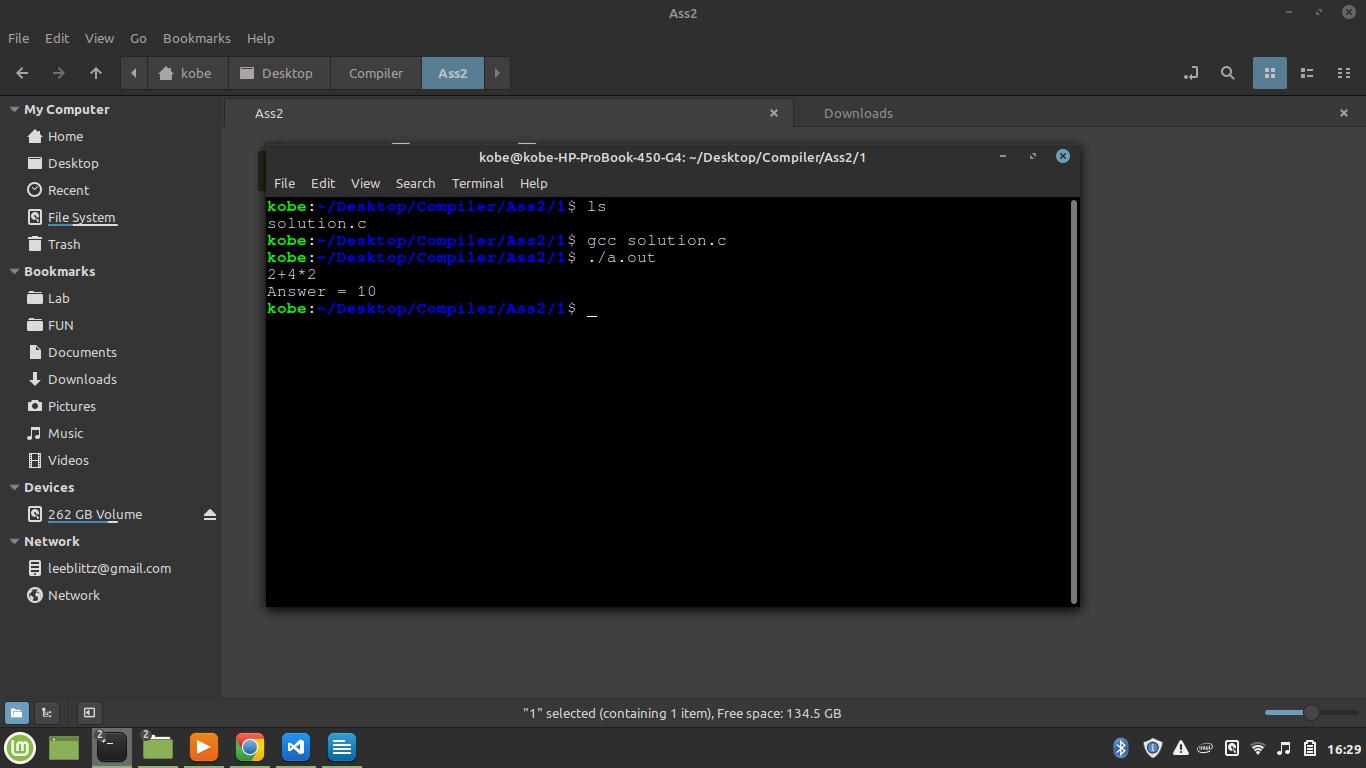 Ass2
File Edit View Go Bookmarks Help
kobe Desktop Compiler Ass2
My Computer
Home
Desktop
Recent
File System
Trash
Bookmarks
Lab
FUN
Documents
Downloads
Pictures
Music
Videos
Devices
262 GB Volume
Network
leeblittz@gmail.com
Network
Ass2 Downloads
kobe@kobe-HP-ProBook-450-G4: ~/Desktop/Compiler/Ass2/1
File Edit View Search Terminal Help
kobe:~/Desktop/Compiler/Ass2/1$ ls
solution.c
kobe:~/Desktop/Compiler/Ass2/1$ gcc solution.c
kobe:~/Desktop/Compiler/Ass2/1$ ./a.out
2+4*2
Answer = 10
kobe:~/Desktop/Compiler/Ass2/1$ _
"1" selected (containing 1 item), Free space: 134.5 GB
2 2 intel 16:29